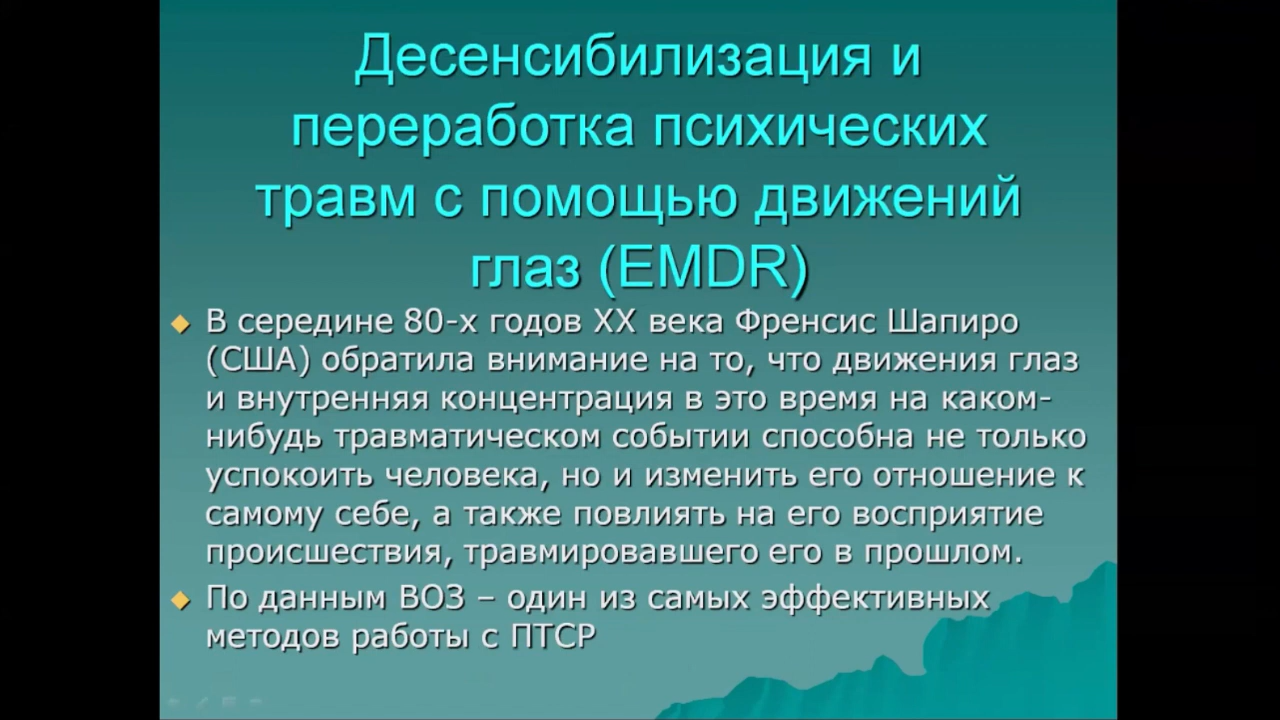 Десенсибилизация и
переработка психических
травм с помощью движений
глаз (EMDR)
В середине 80-х годов XX века Френсис Шапиро
(США) обратила внимание на то, что движения глаз
и внутренняя концентрация в это время на каком-
нибудь травматическом событии способна не только
успокоить человека, но и изменить его отношение к
самому себе, а также повлиять на его восприятие
происшествия, травмировавшего его в прошлом.
По данным ВОЗ – один из самых эффективных
методов работы с ПТСР